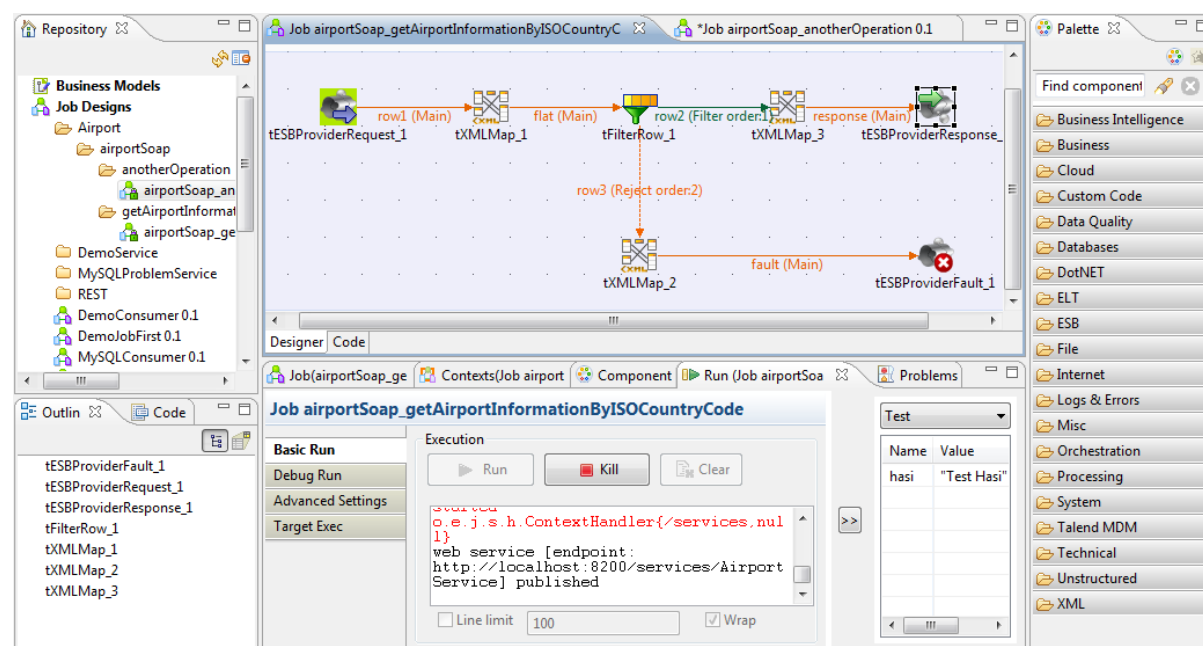 Repository
Business Models
Job Designs
Airport
airportSoap
anotherOperation
airportSoap_an
getAirportInformat
airportSoap_ge
DemoService
MySQLProblemService
REST
DemoConsumer 0.1
DemoJobFirst 0.1
MySQLConsumer 0.1
Outlin
Code
tESBProviderFault_1
tESBProviderRequest_1
tESBProviderResponse_1
tFilterRow_1
tXMLMap_1
tXMLMap_2
tXMLMap_3
Job airportSoap_getAirportInformationByISOCountryC
*Job airportSoap_anotherOperation 0.1
row1 (Main)
flat (Main)
row2 (Filter order:1)
response (Main)
tESBProviderRequest_1
tXMLMap_1
tFilterRow_1
tXMLMap_3
tESBProviderResponse_
row3 (Reject order:2)
fault (Main)
tXMLMap_2
tESBProviderFault_1
Designer
Code
Job(airportSoap_ge
Contexts(Job airport
Component
Run (Job airportSoa
Problems
Job airportSoap_getAirportInformationByISOCountryCode
Basic Run
Debug Run
Advanced Settings
Target Exec
Execution
Run
Kill
Clear
started
o.e.j.s.h.ContextHandler{/services,nul
l}
web service [endpoint:
http://localhost:8200/services/Airport
Service] published
Line limit
100
Wrap
>>
Test
Name Value
hasi "Test Hasi"
Palette
Find component
Business Intelligence
Business
Cloud
Custom Code
Data Quality
Databases
DotNET
ELT
ESB
File
Internet
Logs & Errors
Misc
Orchestration
Processing
System
Talend MDM
Technical
Unstructured
XML